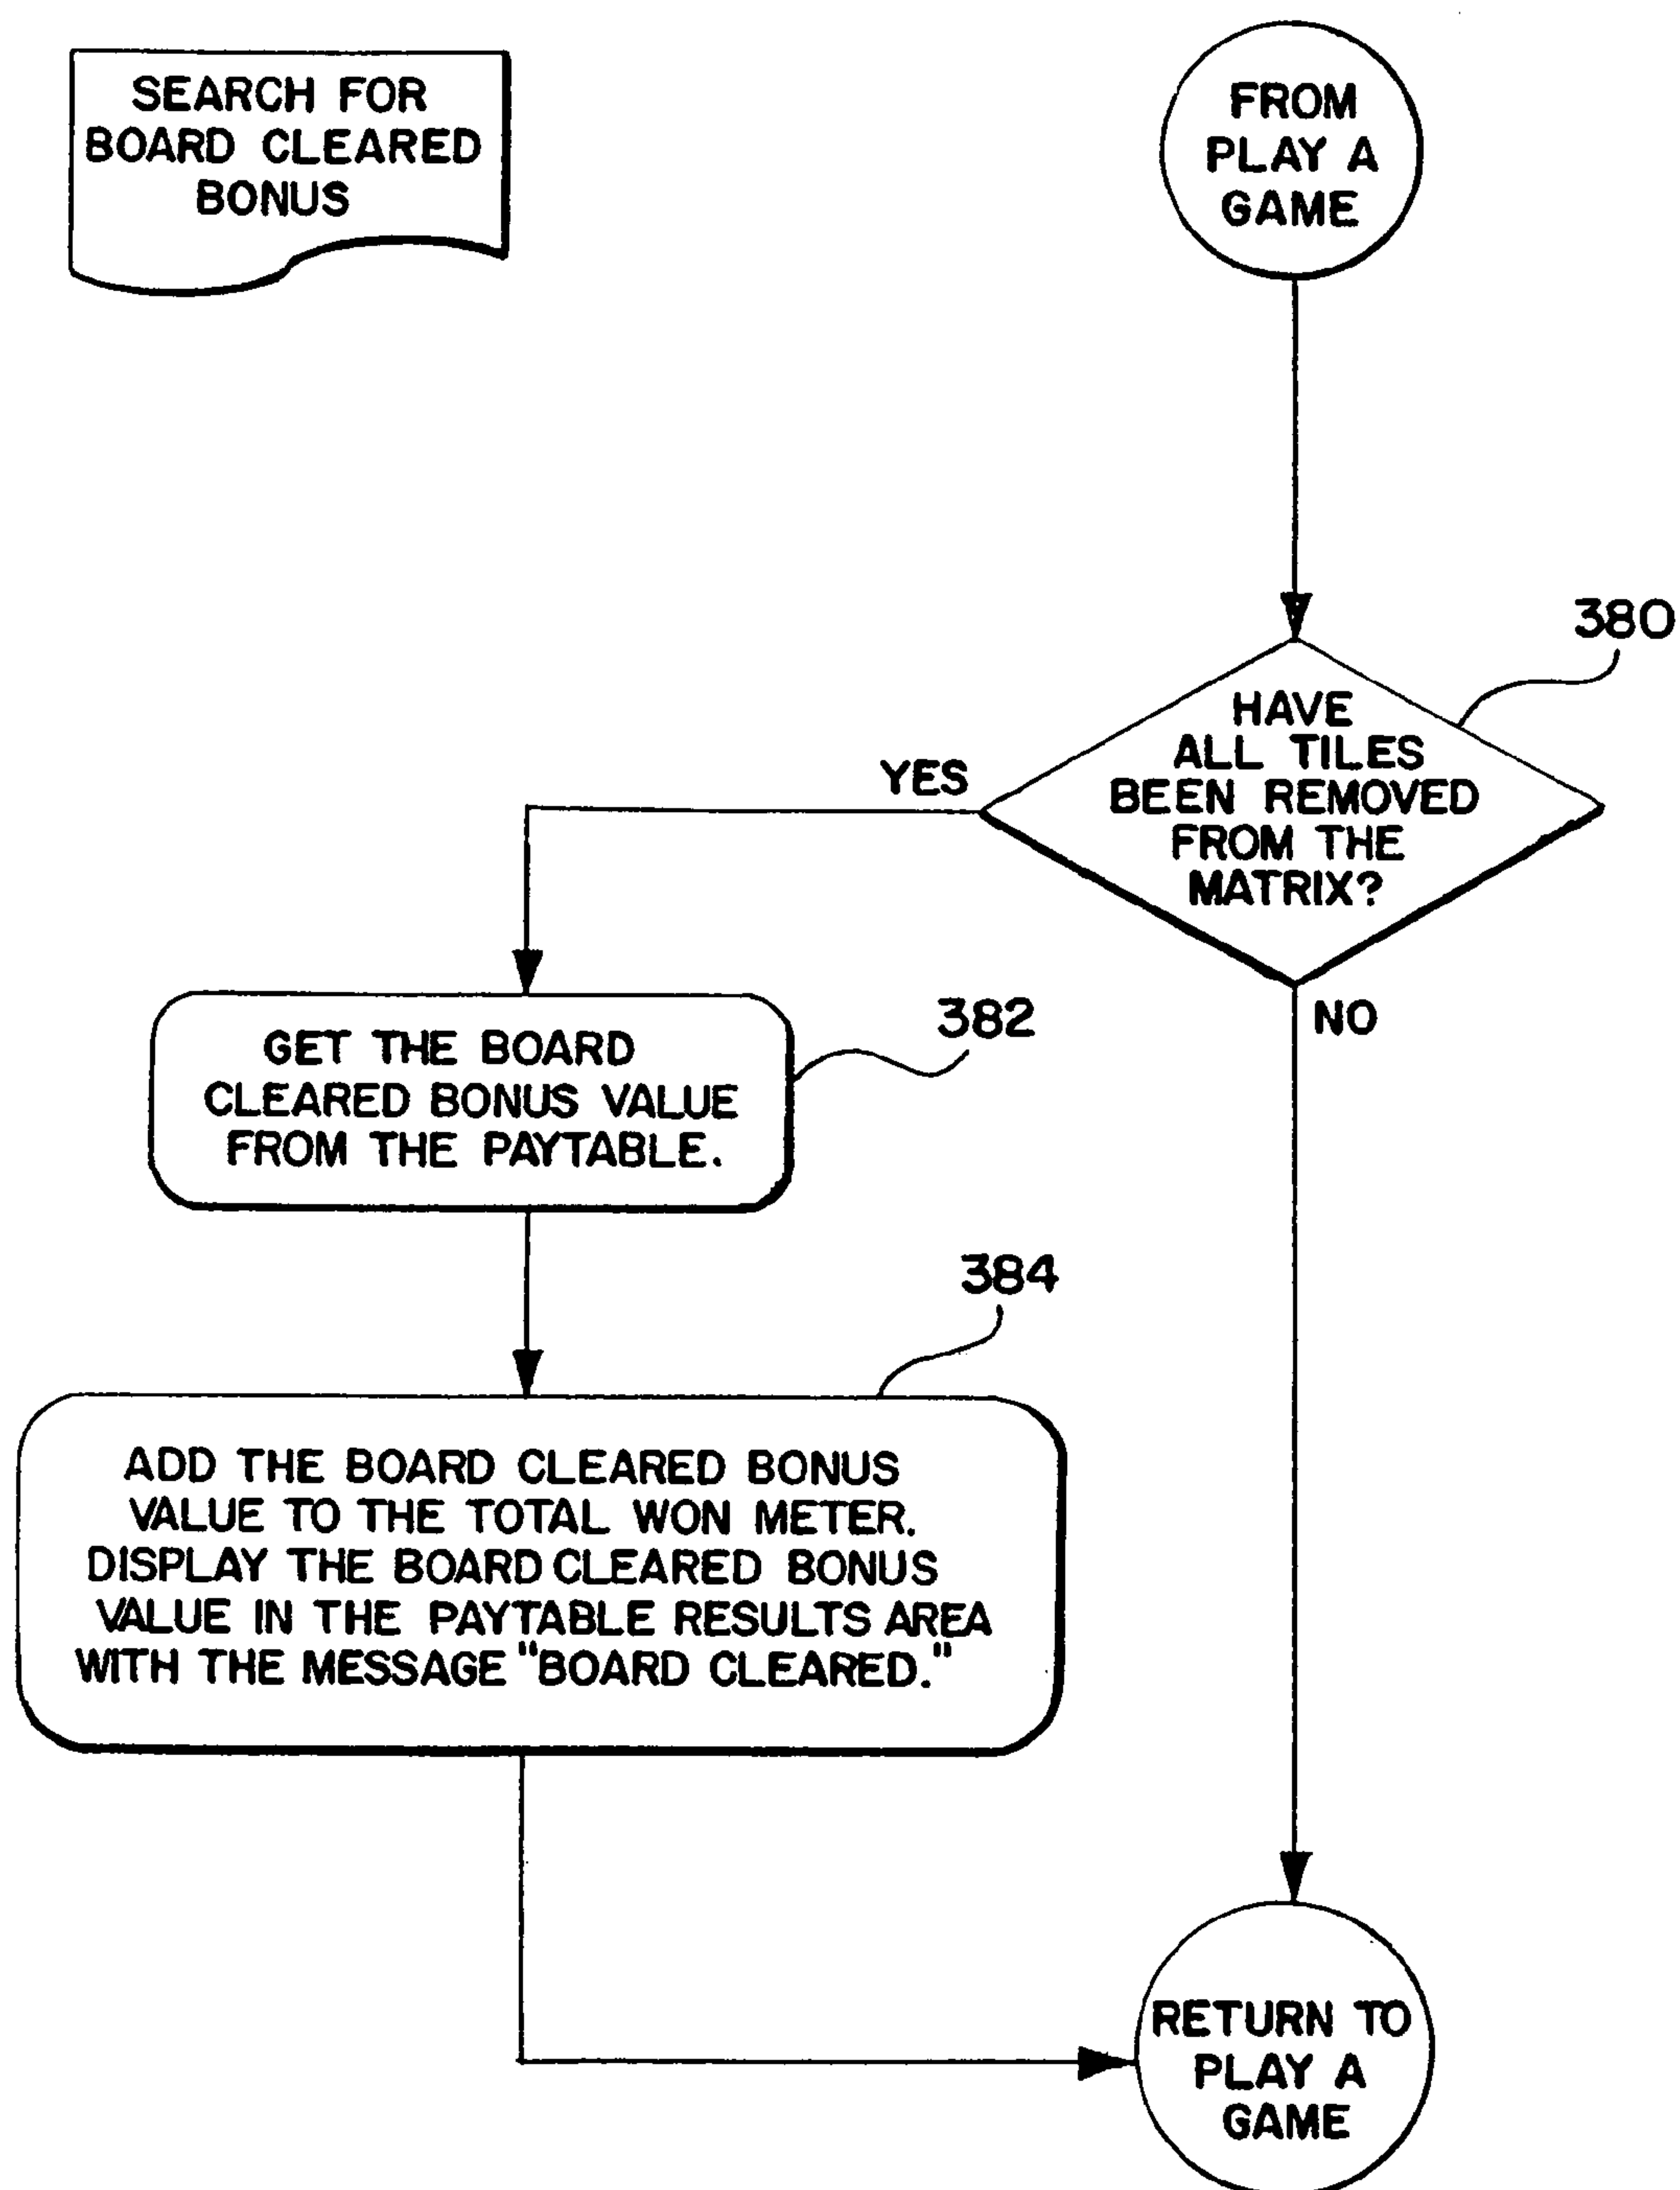 SEARCH FOR
BOARD CLEARED
BONUS
FROM
PLAY A
GAME
380
HAVE
ALL TILES
BEEN REMOVED
FROM THE
MATRIX?
YES
NO
382
GET THE BOARD
CLEARED BONUS VALUE
FROM THE PAYTABLE.
384
ADD THE BOARD CLEARED BONUS
VALUE TO THE TOTAL WON METER.
DISPLAY THE BOARD CLEARED BONUS
VALUE IN THE PAYTABLE RESULTS AREA
WITH THE MESSAGE "BOARD CLEARED."
RETURN TO
PLAY A
GAME